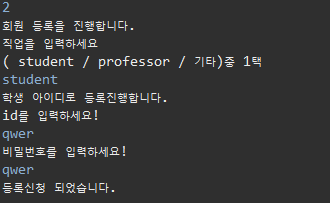 2
회원 등록을 진행합니다.
직업을 입력하세요
( student / professor / 기타)중 1택
student
학생 아이디로 등록진행합니다.
id를 입력하세요!
qwer
비밀번호를 입력하세요!
qwer
등록신청 되었습니다.